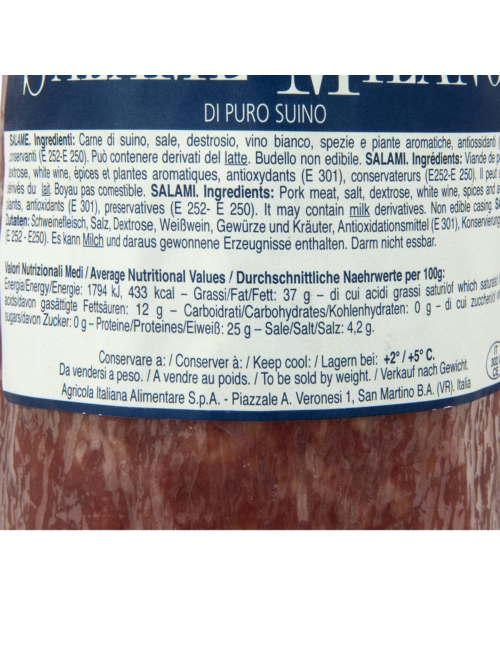 SALAME MILANO
DI PURO SUINO
SALAME. Ingredienti: Carne di suino, sale, destrosio, vino bianco, spezie e piante aromatiche, antiossidanti (
conservanti (E 252-E 250). Può contenere derivati del latte. Budello non edibile. SALAMI. Ingrédients: Viande de po
dextrose, white wine, épices et plantes aromatiques, antioxydants (E 301), conservateurs (E252-E 250). Il peut
dérivés du lait. Boyau pas comestible. SALAMI. Ingredients: Pork meat, salt, dextrose, white wine, spices and
plants, antioxidants (E 301), preservatives (E 252- E 250). It may contain milk derivatives. Non edible casing. SA
Zutaten: Schweinefleisch, Salz, Dextrose, Weißwein, Gewürze und Kräuter, Antioxidationsmittel (E 301), Konservierung
(E 252 - E250). Es kann Milch und daraus gewonnene Erzeugnisse enthalten. Darm nicht essbar.
Valori Nutrizionali Medi / Average Nutritional Values / Durchschnittliche Naehrwerte per 100g:
Energia/Energy/Energie: 1794 kJ, 433 kcal – Grassi/Fat/Fett: 37 g – di cui acidi grassi saturi/of which saturated
acids/davon gasättigte Fettsäuren: 12 g – Carboidrati/Carbohydrates/Kohlenhydraten: 0 g – di cui zuccheri/
sugars/davon Zucker: 0 g – Proteine/Proteines/Eiweiß: 25 g – Sale/Salt/Salz: 4,2 g.
Conservare a: / Conserver à: / Keep cool: / Lagern bei: +2° / +5° C.
Da vendersi a peso. / A vendre au poids. / To be sold by weight. / Verkauf nach Gewicht.
Agricola Italiana Alimentare S.p.A. - Piazzale A. Veronesi 1, San Martino B.A. (VR). Italia
IT
CE